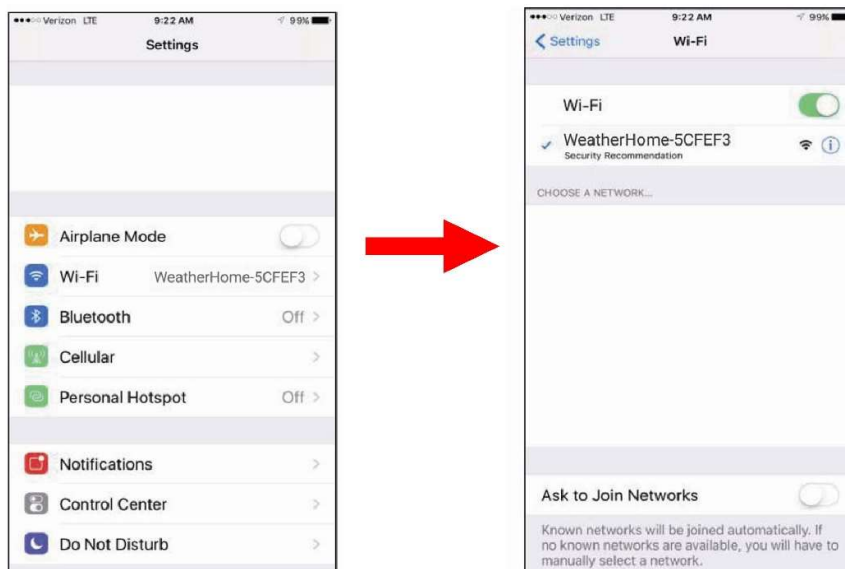 Verizon LTE 9:22 AM 99%
Settings
Airplane Mode
Wi-Fi WeatherHome-5CFEF3
Bluetooth Off
Cellular
Personal Hotspot Off
Notifications
Control Center
Do Not Disturb
Verizon LTE 9:22 AM 99%
Settings Wi-Fi
Wi-Fi
WeatherHome-5CFEF3
Security Recommendation
CHOOSE A NETWORK...
Ask to Join Networks
Known networks will be joined automatically. If
no known networks are available, you will have to
manually select a network.